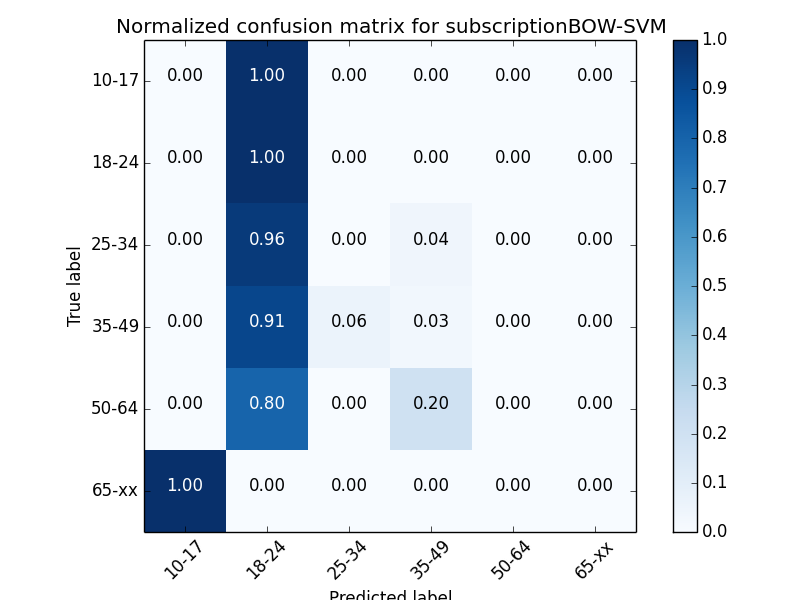 Normalized confusion matrix for subscriptionBOW-SVM
10-17 0.00 1.00 0.00 0.00 0.00 0.00
18-24 0.00 1.00 0.00 0.00 0.00 0.00
25-34 0.00 0.96 0.00 0.04 0.00 0.00
35-49 0.00 0.91 0.06 0.03 0.00 0.00
50-64 0.00 0.80 0.00 0.20 0.00 0.00
65-xx 1.00 0.00 0.00 0.00 0.00 0.00
True label
10-17 18-24 25-34 35-49 50-64 65-xx
Predicted label
1.0
0.9
0.8
0.7
0.6
0.5
0.4
0.3
0.2
0.1
0.0